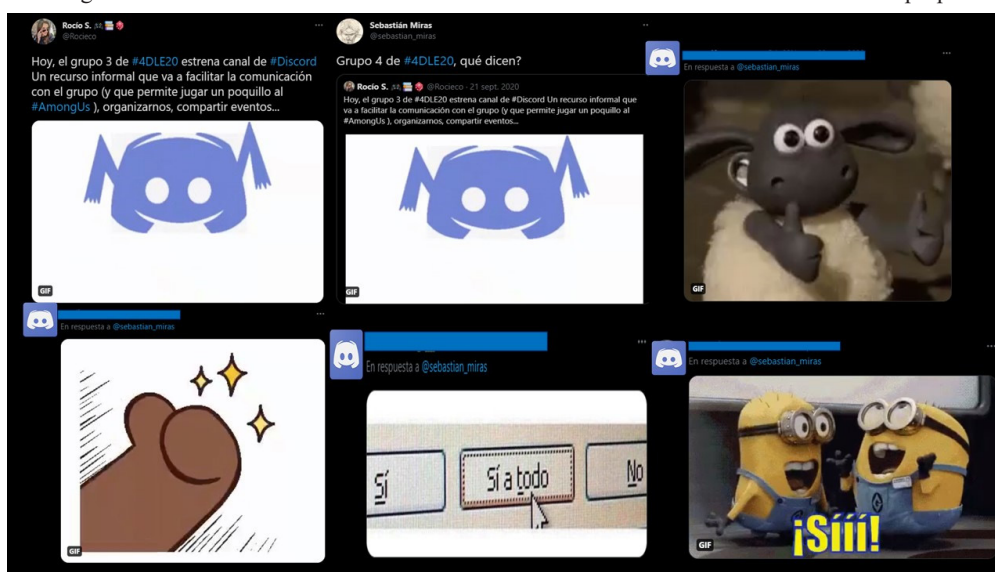 Rocío S.
@Rocieco
Hoy, el grupo 3 de #4DLE20 estrena canal de #Discord
Un recurso informal que va a facilitar la comunicación
con el grupo (y que permite jugar un poquillo al
#AmongUs ), organizarnos, compartir eventos...
GIF
Sebastián Miras
@sebastian_miras
Grupo 4 de #4DLE20, qué dicen?
Rocío S. @Rocieco · 21 sept. 2020
Hoy, el grupo 3 de #4DLE20 estrena canal de #Discord Un recurso informal que
va a facilitar la comunicación con el grupo (y que permite jugar un poquillo al
#AmongUs ), organizarnos, compartir eventos...
GIF
En respuesta a @sebastian_miras
GIF
En respuesta a @sebastian_miras
GIF
En respuesta a @sebastian_miras
Sí
Sí a todo
No
En respuesta a @sebastian_miras
¡Sííí!
GIF